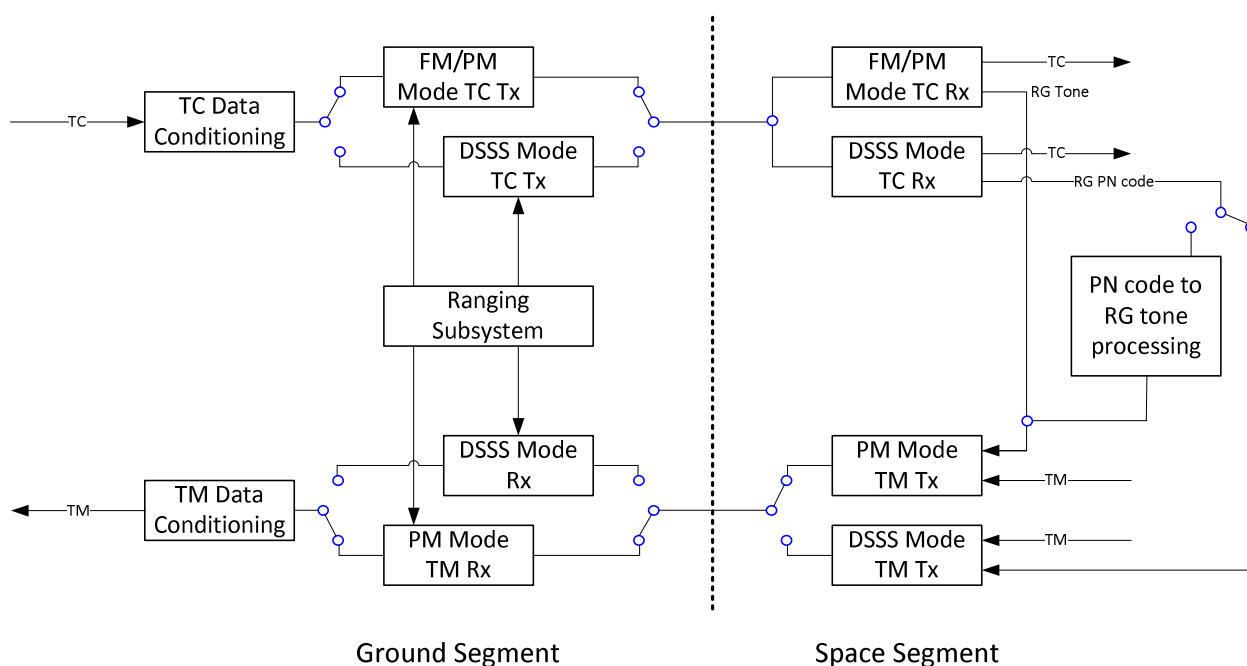 FM/PM
Mode TC Tx
FM/PM
Mode TC Rx
TC
RG Tone
TC
TC Data
Conditioning
DSSS Mode
TC Tx
DSSS Mode
TC Rx
TC
RG PN code
Ranging
Subsystem
PN code to
RG tone
processing
DSSS Mode
Rx
PM Mode
TM Tx
TM
TM
TM Data
Conditioning
PM Mode
TM Rx
DSSS Mode
TM Tx
TM
Ground Segment
Space Segment